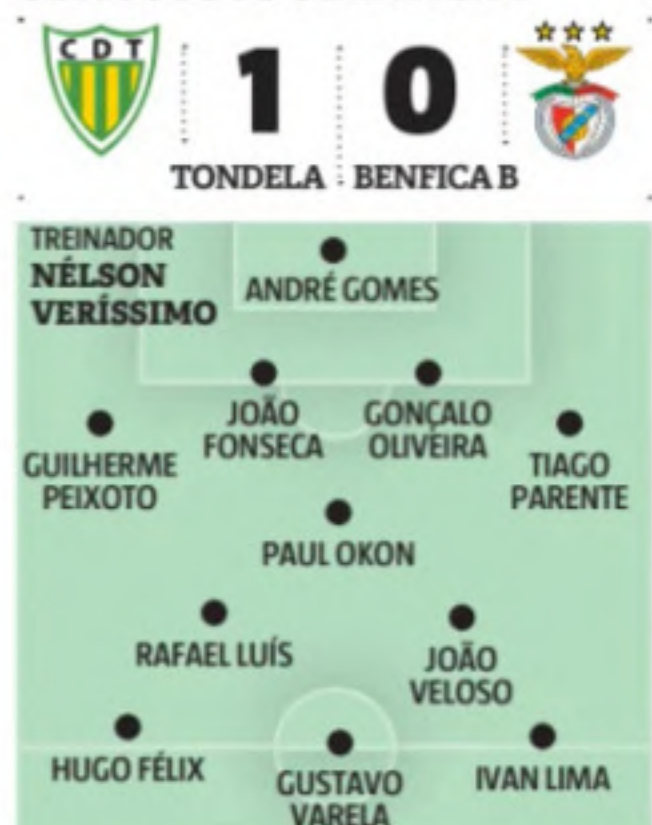 CDT
1 0
TONDELA BENFICA B
TREINADOR
NÉLSON
VERÍSSIMO
ANDRÉ GOMES
JOÃO
FONSECA
GONÇALO
OLIVEIRA
GUILHERME
PEIXOTO
TIAGO
PARENTE
PAUL OKON
RAFAEL LUÍS
JOÃO
VELOSO
HUGO FÉLIX
GUSTAVO
VARELA
IVAN LIMA